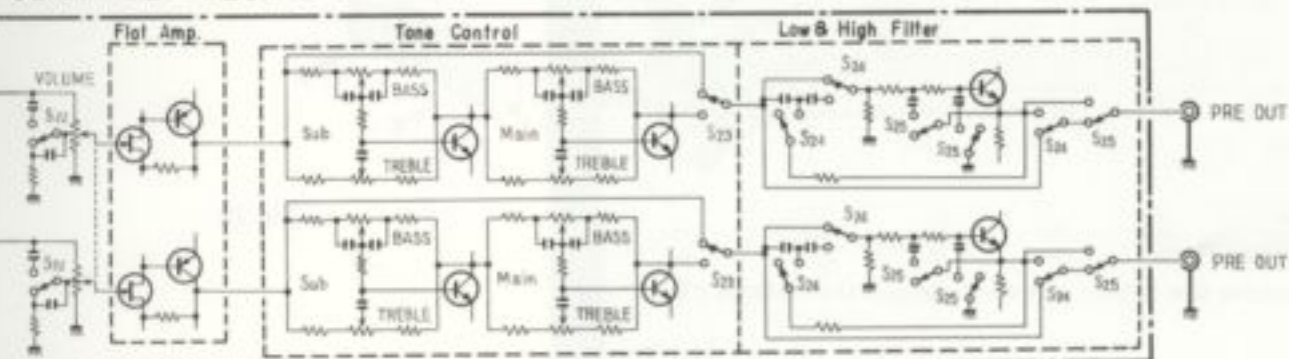 Flat Amp.
Tone Control
Low & High Filter
VOLUME
S22
Sub
BASS
TREBLE
Main
BASS
TREBLE
S23
S24
S24
S25
S25
S24
S25
PRE OUT
S22
Sub
BASS
TREBLE
Main
BASS
TREBLE
S23
S24
S24
S25
S25
S24
S25
PRE OUT